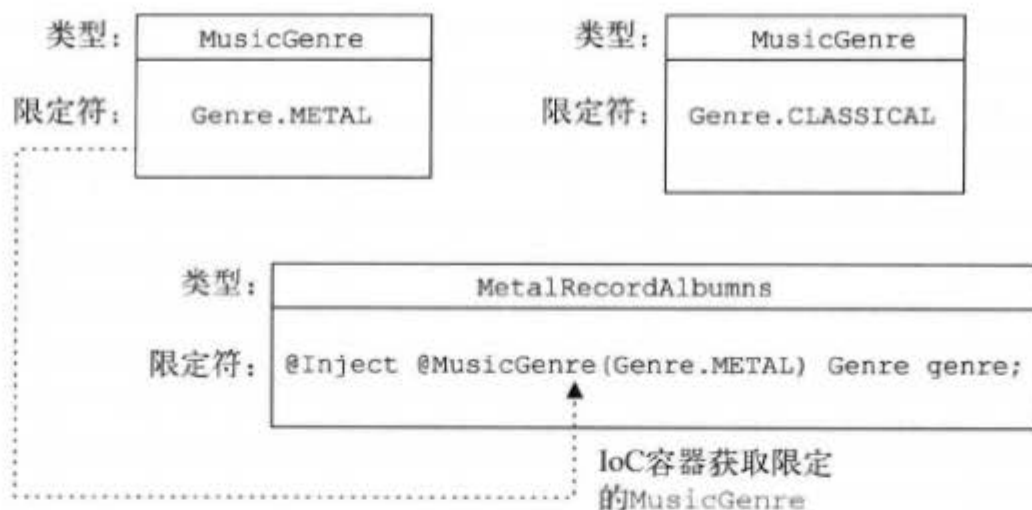 类型: MusicGenre 类型: MusicGenre
限定符: Genre.METAL 限定符: Genre.CLASSICAL
类型: MetalRecordAlbumns
限定符: @Inject @MusicGenre(Genre.METAL) Genre genre;
IoC容器获取限定
的MusicGenre